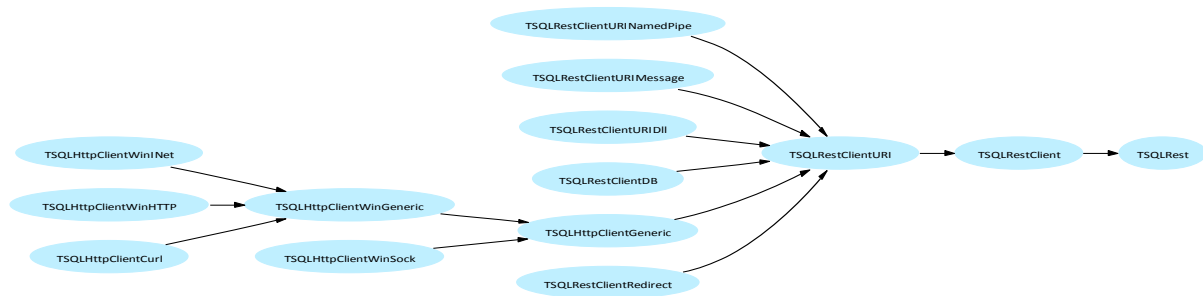 TSQLRestClientURINamedPipe
TSQLRestClientURIMessage
TSQLRestClientURIDll
TSQLHttpClientWinINet
TSQLRestClientURI
TSQLRestClient
TSQLRest
TSQLRestClientDB
TSQLHttpClientWinHTTP
TSQLHttpClientWinGeneric
TSQLHttpClientGeneric
TSQLHttpClientCurl
TSQLHttpClientWinSock
TSQLRestClientRedirect